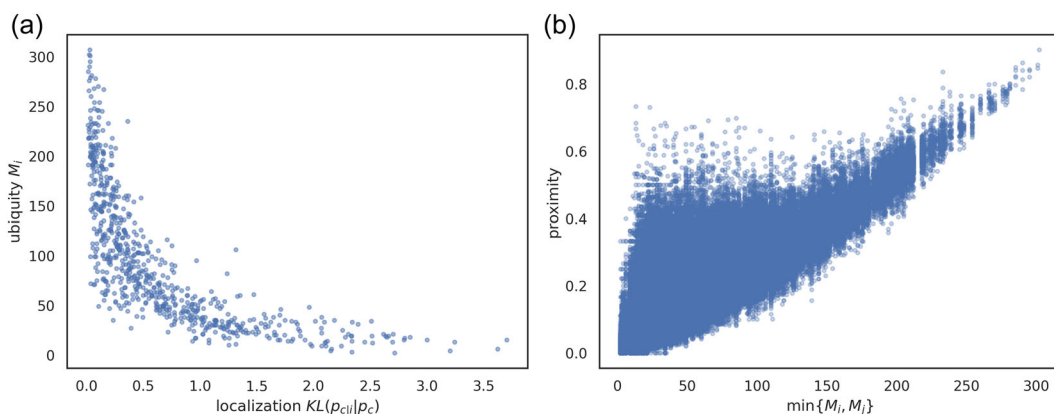 (a)
ubiquity M_i
300
250
200
150
100
50
0
0.0 0.5 1.0 1.5 2.0 2.5 3.0 3.5
localization KL(p_{c|i}|p_c)
(b)
proximity
0.8
0.6
0.4
0.2
0.0
0 50 100 150 200 250 300
min{M_i, M_j}